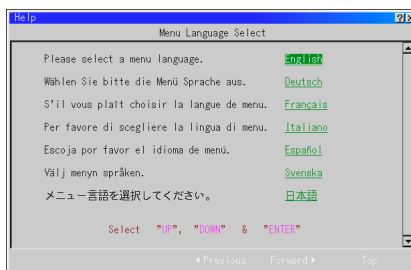 Help
Menu Language Select
Please select a menu language. English
Wählen Sie bitte die Menü Sprache aus. Deutsch
S'il vous plaît choisir la langue de menu. Français
Per favore di scegliere la lingua di menu. Italiano
Escoja por favor el idioma de menú. Español
Välj menyn språken. Svenska
メニュー言語を選択してください。 日本語
Select "UP", "DOWN" & "ENTER"
Previous Forward Top